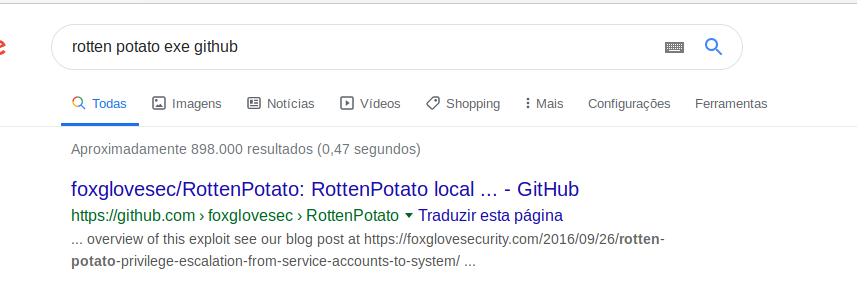 e
rotten potato exe github
Todas Imagens Notícias Vídeos Shopping Mais Configurações Ferramentas
Aproximadamente 898.000 resultados (0,47 segundos)
foxglovesec/RottenPotato: RottenPotato local ... - GitHub
https://github.com › foxglovesec › RottenPotato Traduzir esta página
... overview of this exploit see our blog post at https://foxglovesecurity.com/2016/09/26/rotten-
potato-privilege-escalation-from-service-accounts-to-system/ ...